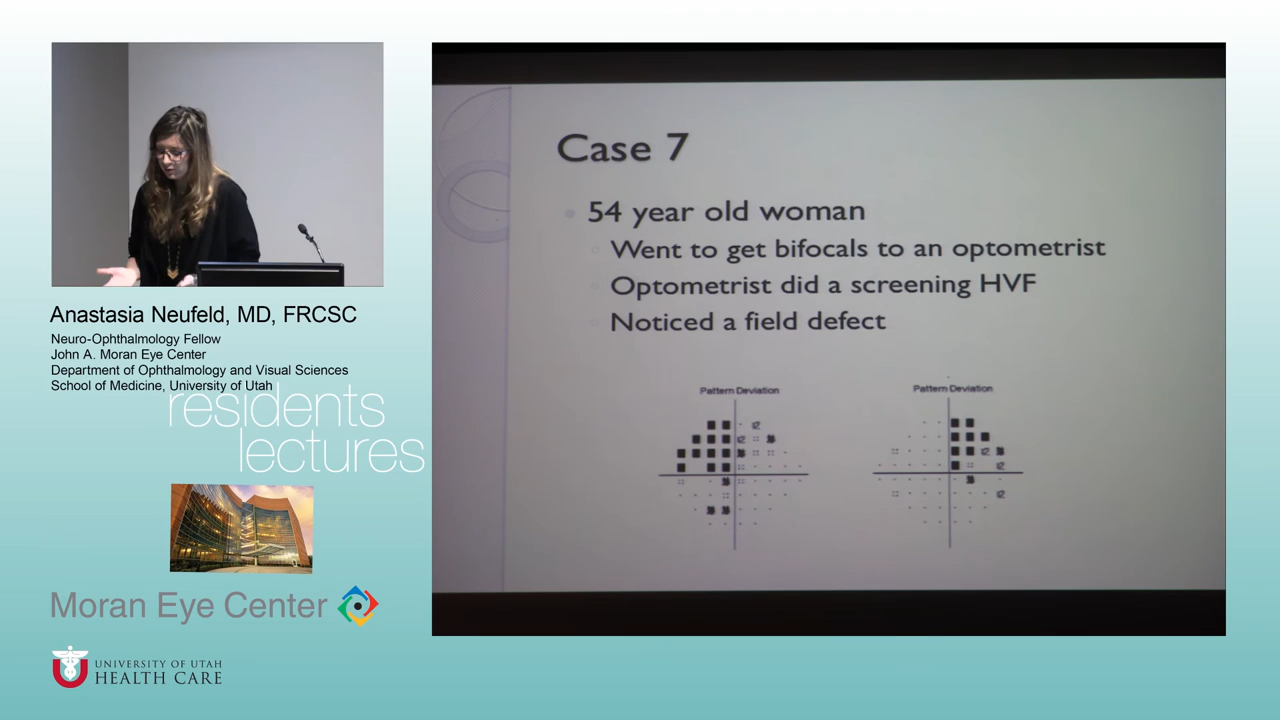 Case 7
54 year old woman
Went to get bifocals to an optometrist
Optometrist did a screening HVF
Noticed a field defect
Pattern Deviation
Pattern Deviation
Anastasia Neufeld, MD, FRCSC
Neuro-Ophthalmology Fellow
John A. Moran Eye Center
Department of Ophthalmology and Visual Sciences
School of Medicine, University of Utah
residents
lectures
Moran Eye Center
U
UNIVERSITY OF UTAH
HEALTH CARE